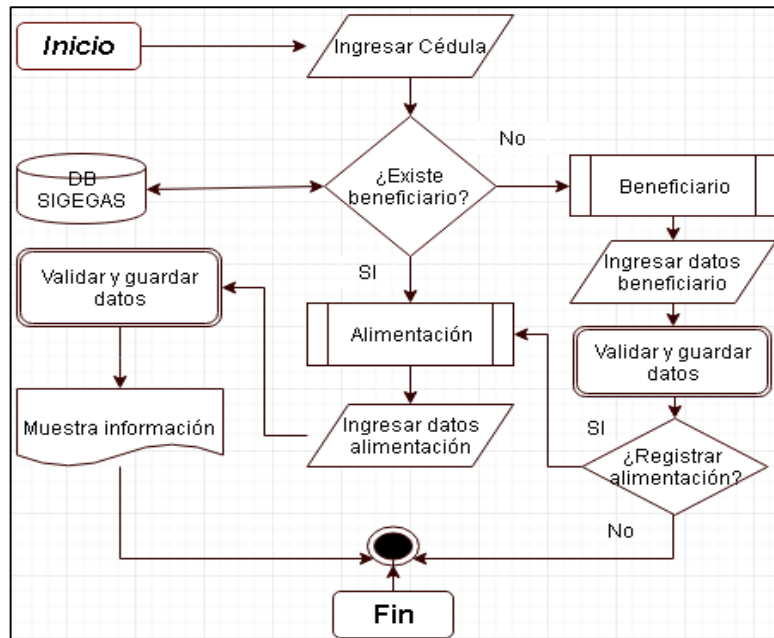 Inicio
Ingresar Cédula
No
DB
SIGEGAS
¿Existe
beneficiario?
Beneficiario
Validar y guardar
datos
SI
Ingresar datos
beneficiario
Alimentación
Validar y guardar
datos
Muestra información
Ingresar datos
alimentación
SI
¿Registrar
alimentación?
No
Fin